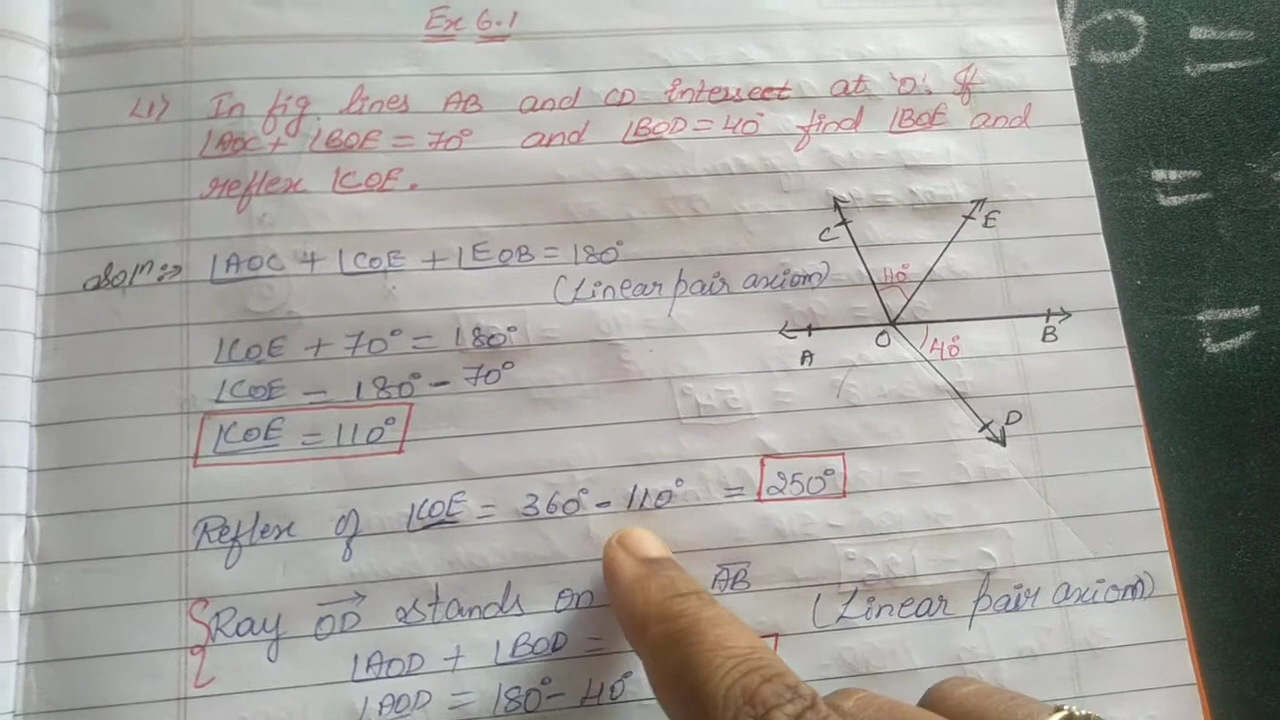 Ex 6.1
(1) In fig. lines AB and CD intersect at 'O'. If
∠AOC + ∠BOE = 70° and ∠BOD = 40° find ∠BOE and
reflex ∠COE.
Soln :⇒ ∠AOC + ∠COE + ∠EOB = 180°
(Linear pair axiom)
∠COE + 70° = 180°
∠COE = 180° - 70°
∠COE = 110°
C
E
110°
A
O
B
40°
D
Reflex of ∠COE = 360° - 110° = 250°
Ray OD stands on AB (Linear pair axiom)
∠AOD + ∠BOD =
∠AOD = 180° - 40°